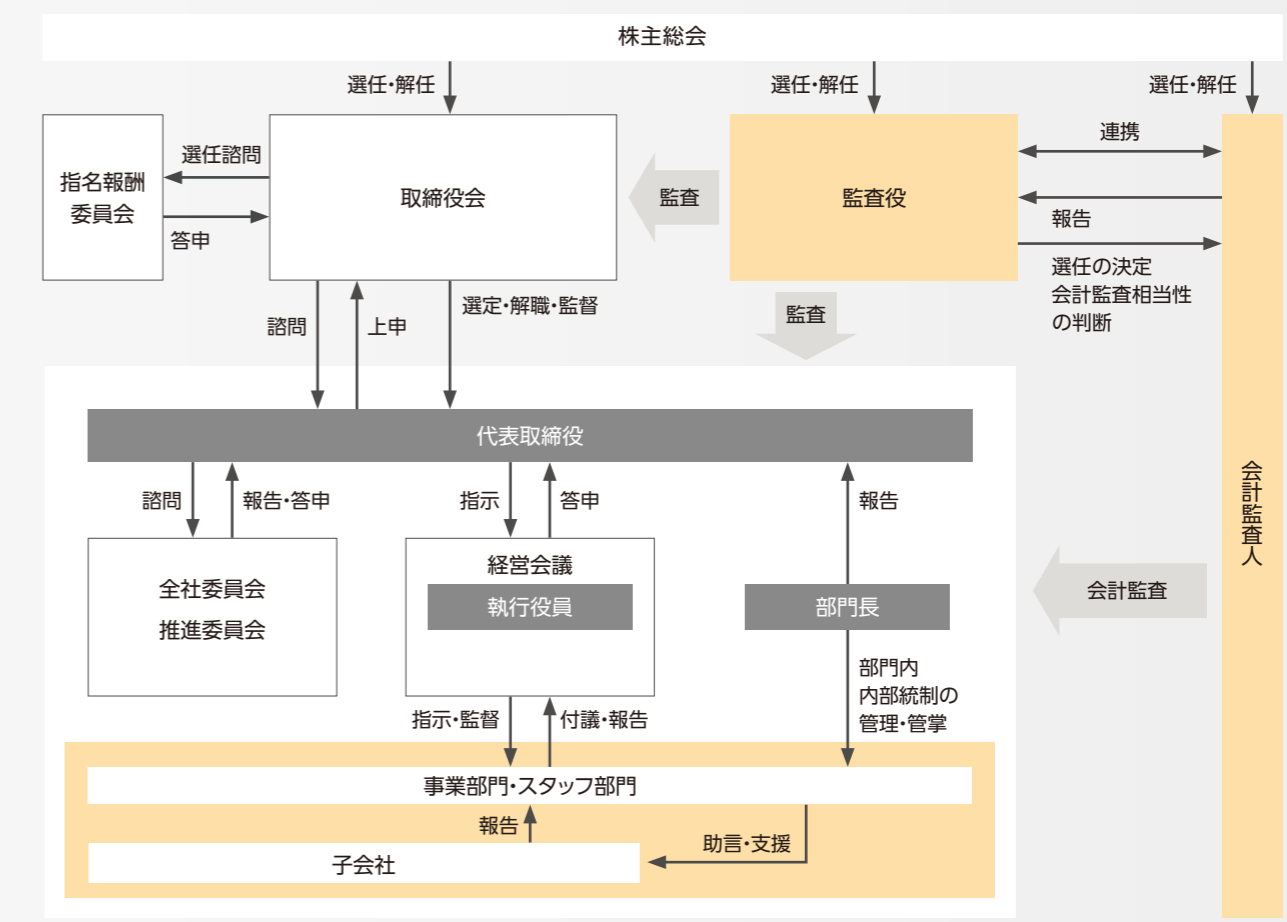 株主総会
選任・解任
選任・解任
選任・解任
指名報酬
委員会
選任諮問
答申
取締役会
監査
監査役
連携
報告
選任の決定
会計監査相当性
の判断
諮問
上申
選定・解職・監督
監査
会計監査人
代表取締役
諮問
報告・答申
指示
答申
報告
全社委員会
推進委員会
経営会議
執行役員
部門長
会計監査
指示・監督
付議・報告
部門内
内部統制の
管理・管掌
事業部門・スタッフ部門
報告
助言・支援
子会社